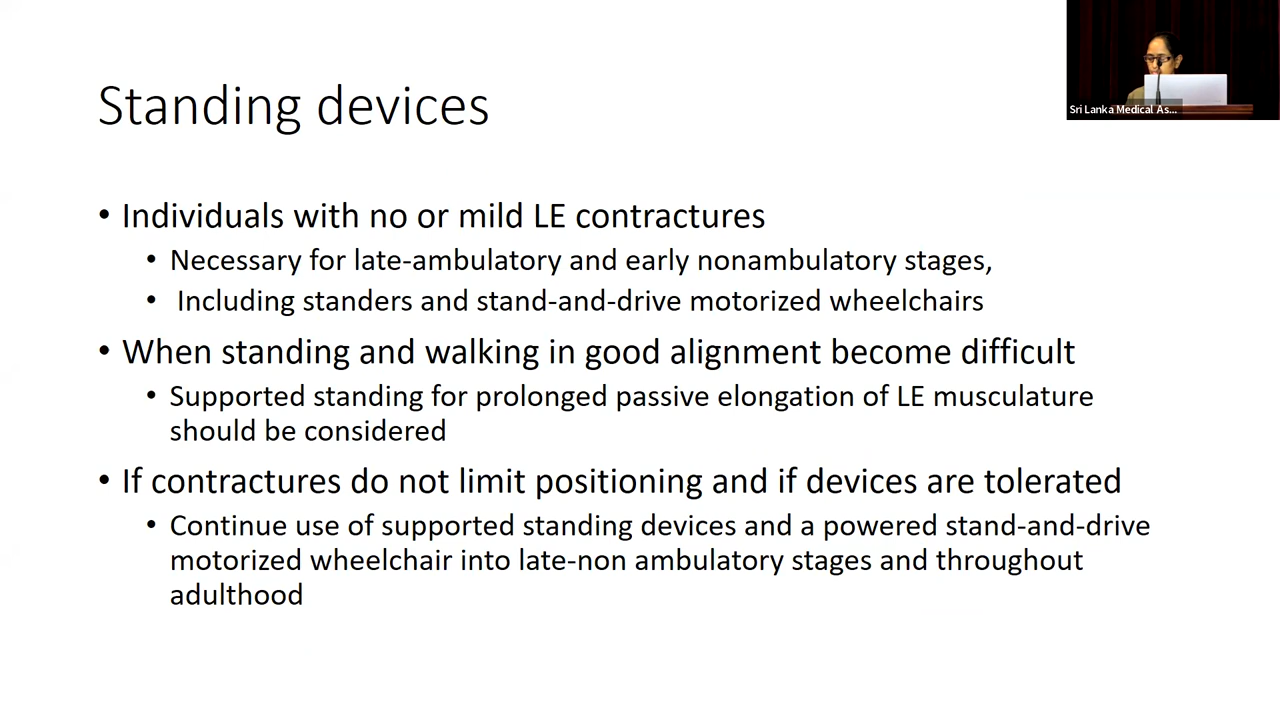 Sri Lanka Medical As...
Standing devices
• Individuals with no or mild LE contractures
• Necessary for late-ambulatory and early nonambulatory stages,
• Including standers and stand-and-drive motorized wheelchairs
• When standing and walking in good alignment become difficult
• Supported standing for prolonged passive elongation of LE musculature
should be considered
• If contractures do not limit positioning and if devices are tolerated
• Continue use of supported standing devices and a powered stand-and-drive
motorized wheelchair into late-non ambulatory stages and throughout
adulthood